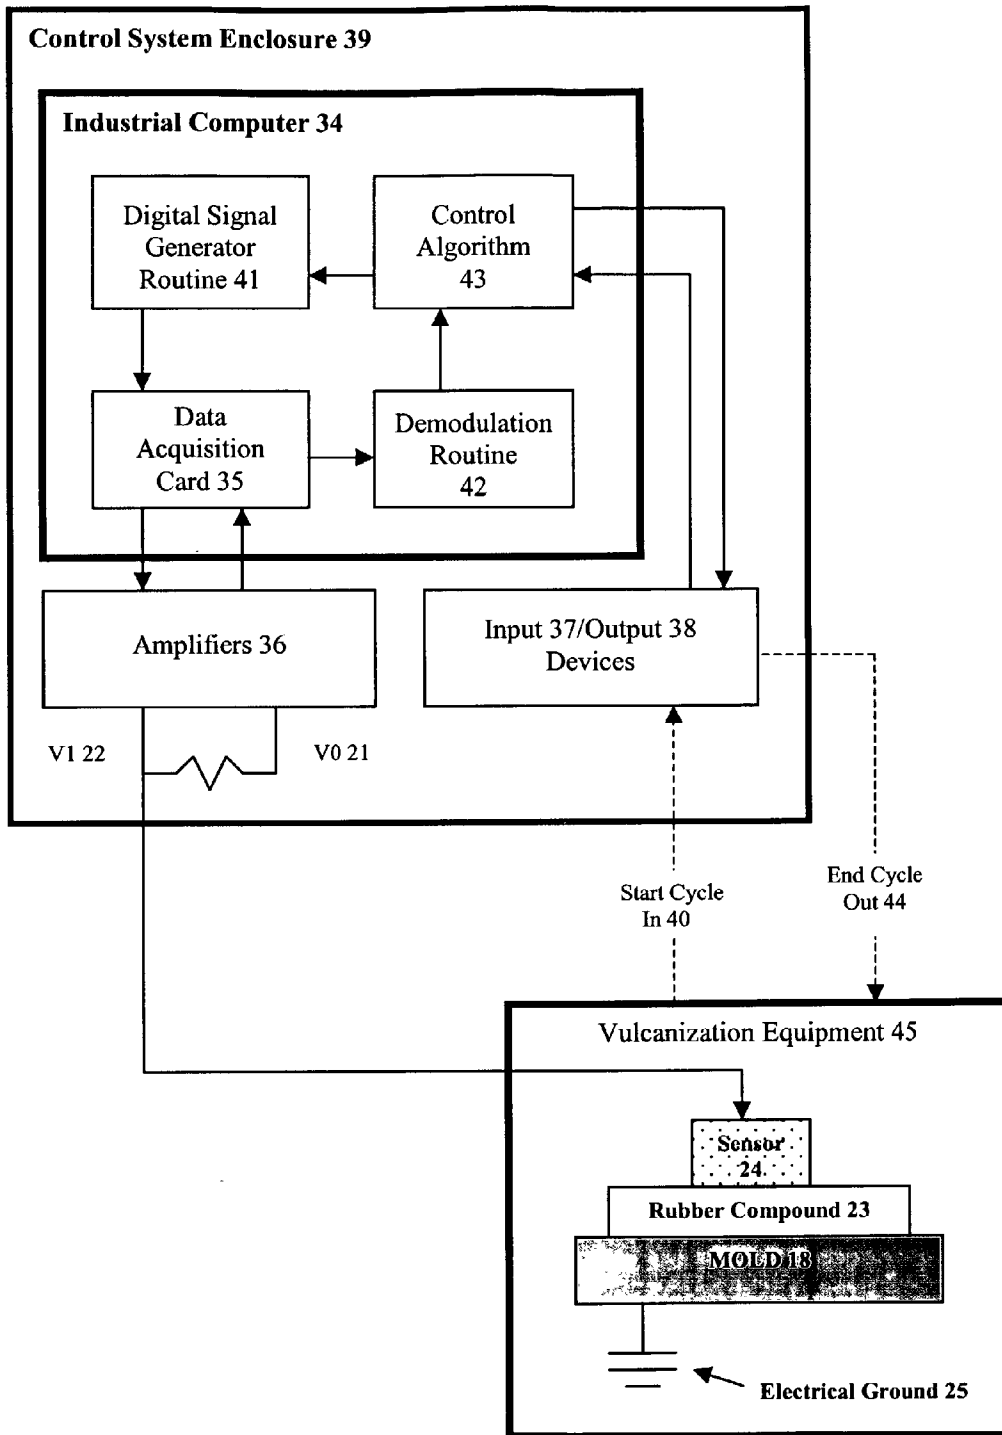 Control System Enclosure 39
Industrial Computer 34
Digital Signal
Generator
Routine 41
Control
Algorithm
43
Data
Acquisition
Card 35
Demodulation
Routine
42
Amplifiers 36
Input 37/Output 38
Devices
V1 22
V0 21
Start Cycle
In 40
End Cycle
Out 44
Vulcanization Equipment 45
Sensor
24
Rubber Compound 23
MOLD 18
Electrical Ground 25